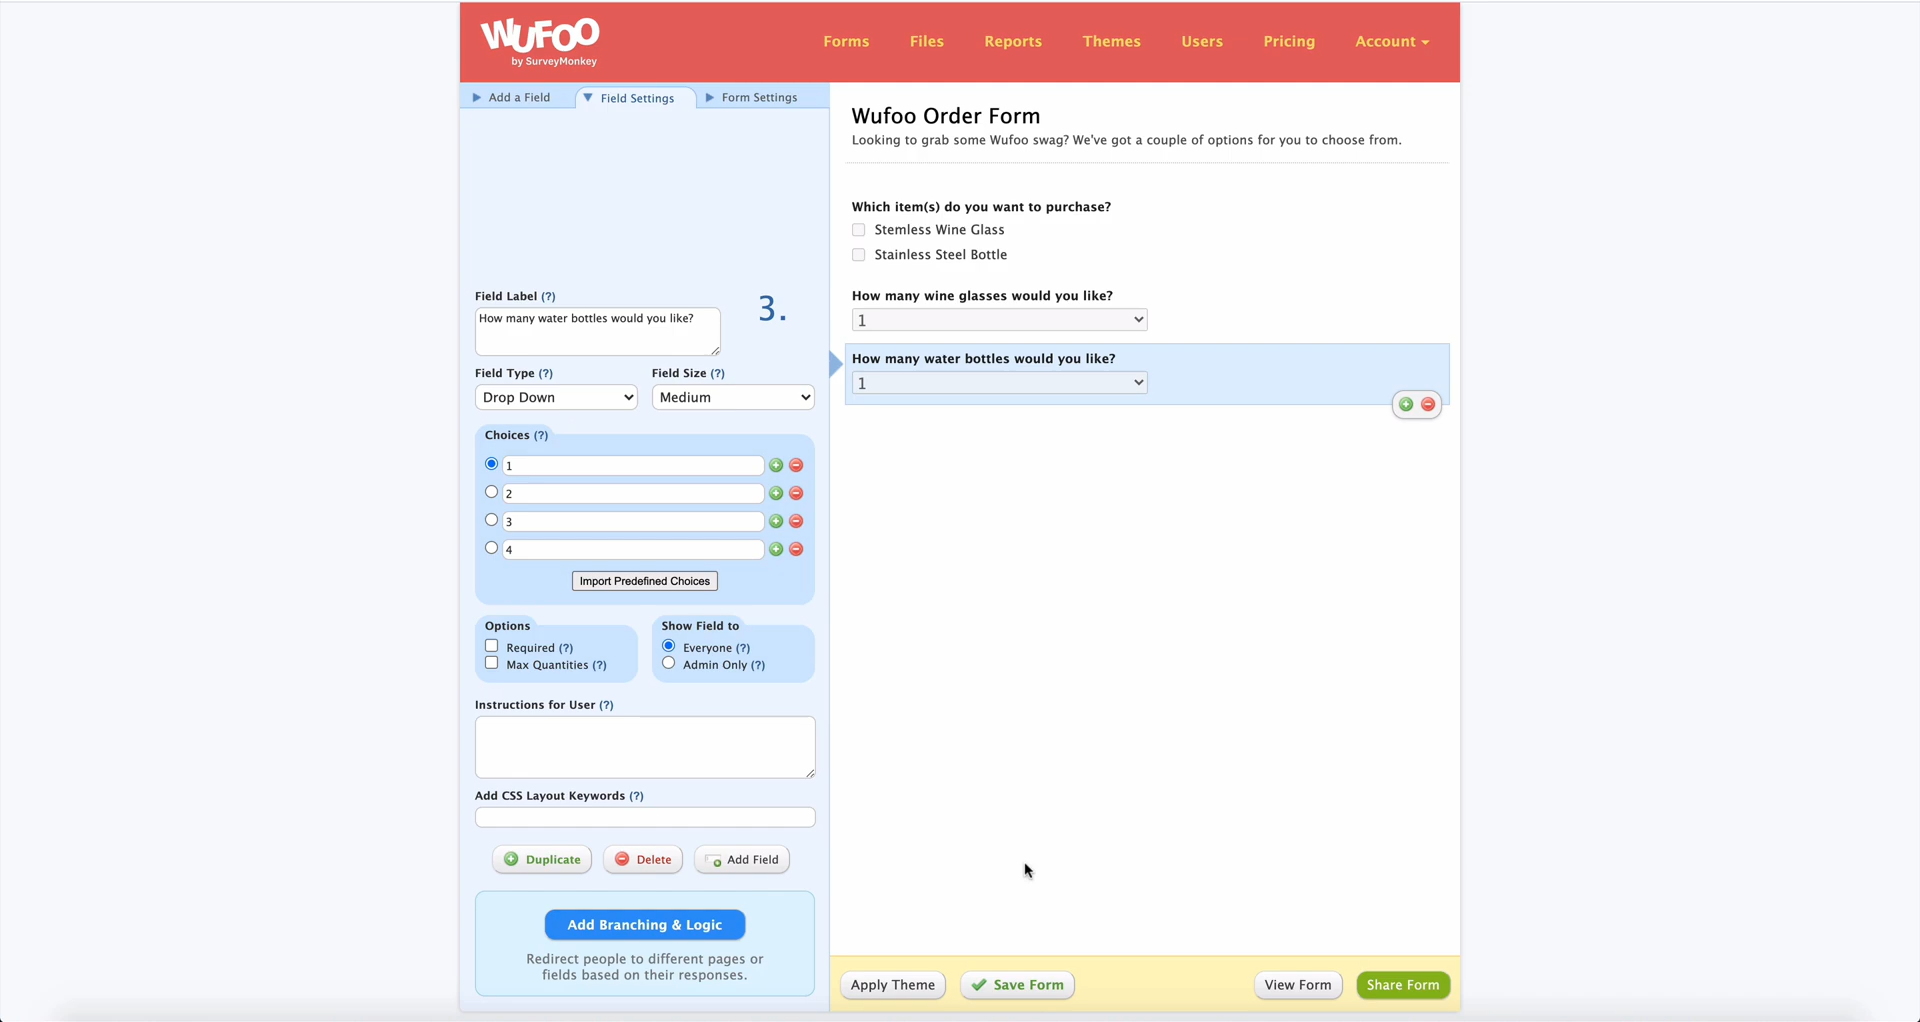 WUFOO
by SurveyMonkey
Forms Files Reports Themes Users Pricing Account
Add a Field Field Settings Form Settings
Wufoo Order Form
Looking to grab some Wufoo swag? We've got a couple of options for you to choose from.
Which item(s) do you want to purchase?
Stemless Wine Glass
Stainless Steel Bottle
How many wine glasses would you like?
1
How many water bottles would you like?
1
Field Label (?)
3.
How many water bottles would you like?
Field Type (?) Field Size (?)
Drop Down Medium
Choices (?)
1
2
3
4
Import Predefined Choices
Options Show Field to
Required (?) Everyone (?)
Max Quantities (?) Admin Only (?)
Instructions for User (?)
Add CSS Layout Keywords (?)
Duplicate Delete Add Field
Add Branching & Logic
Redirect people to different pages or
fields based on their responses.
Apply Theme Save Form View Form Share Form